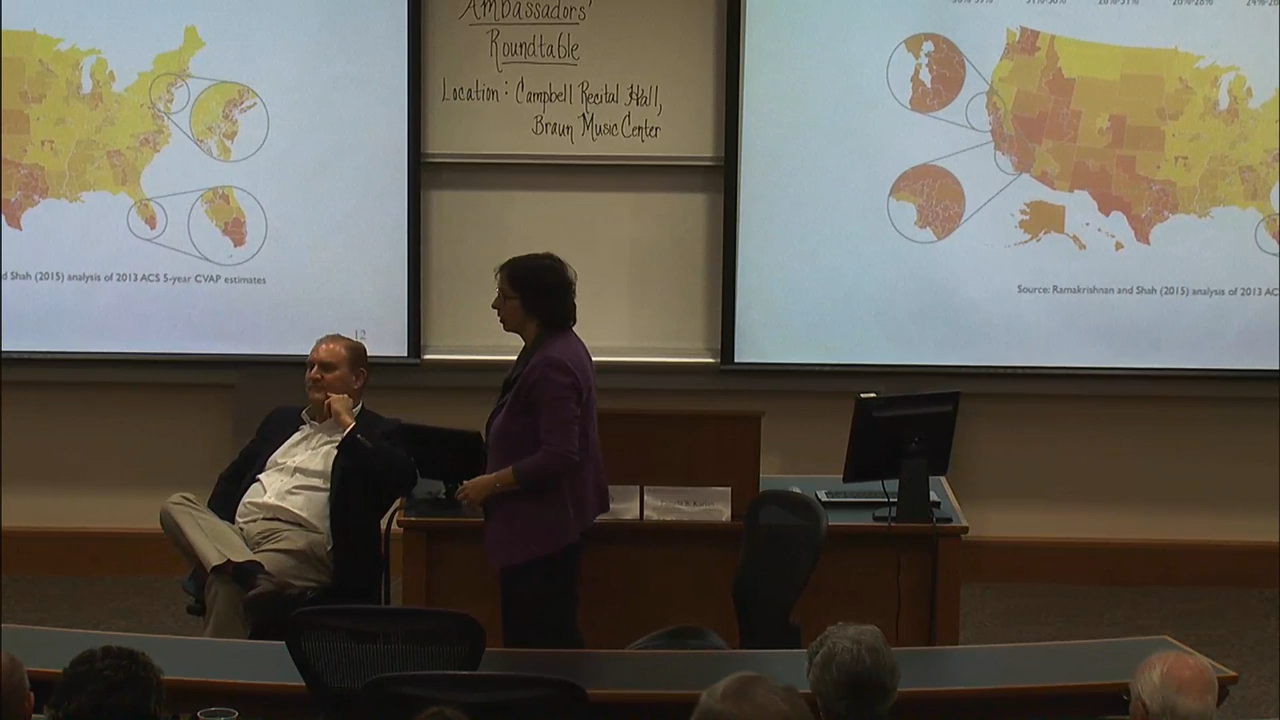 Ambassadors'
Roundtable
Location: Campbell Recital Hall,
Braun Music Center
d Shah (2015) analysis of 2013 ACS 5-year CVAP estimates
12
Source: Ramakrishnan and Shah (2015) analysis of 2013 AC